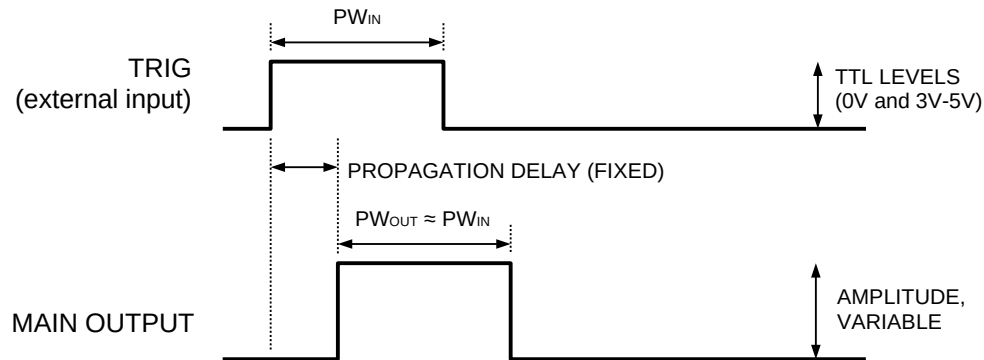 PWIN
TRIG
(external input)
TTL LEVELS
(0V and 3V-5V)
PROPAGATION DELAY (FIXED)
PWOUT ≈ PWIN
MAIN OUTPUT
AMPLITUDE,
VARIABLE